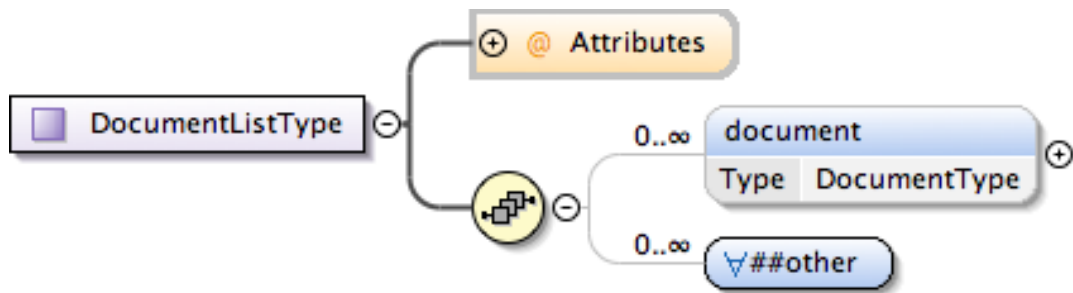 @ Attributes
DocumentListType
0..∞
document
Type DocumentType
0..∞
∀##other